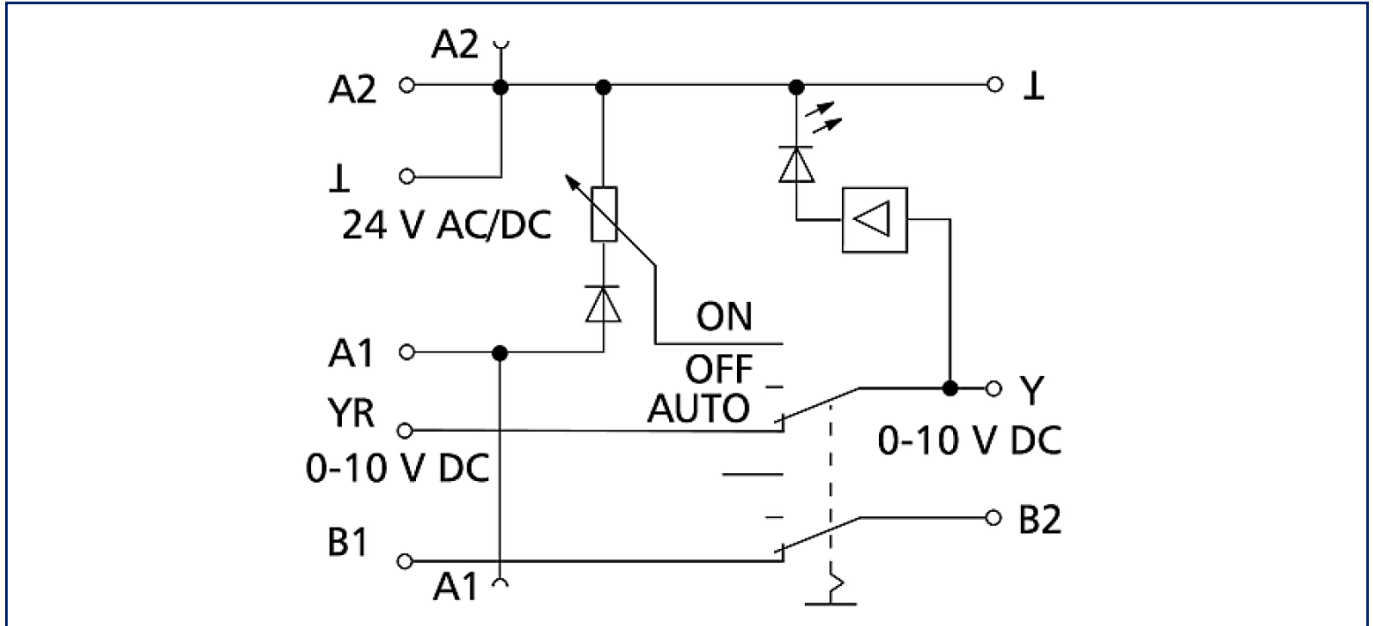 A2
A2
⊥
⊥
24 V AC/DC
ON
A1
OFF
YR
AUTO
Y
0-10 V DC
0-10 V DC
B1
B2
A1